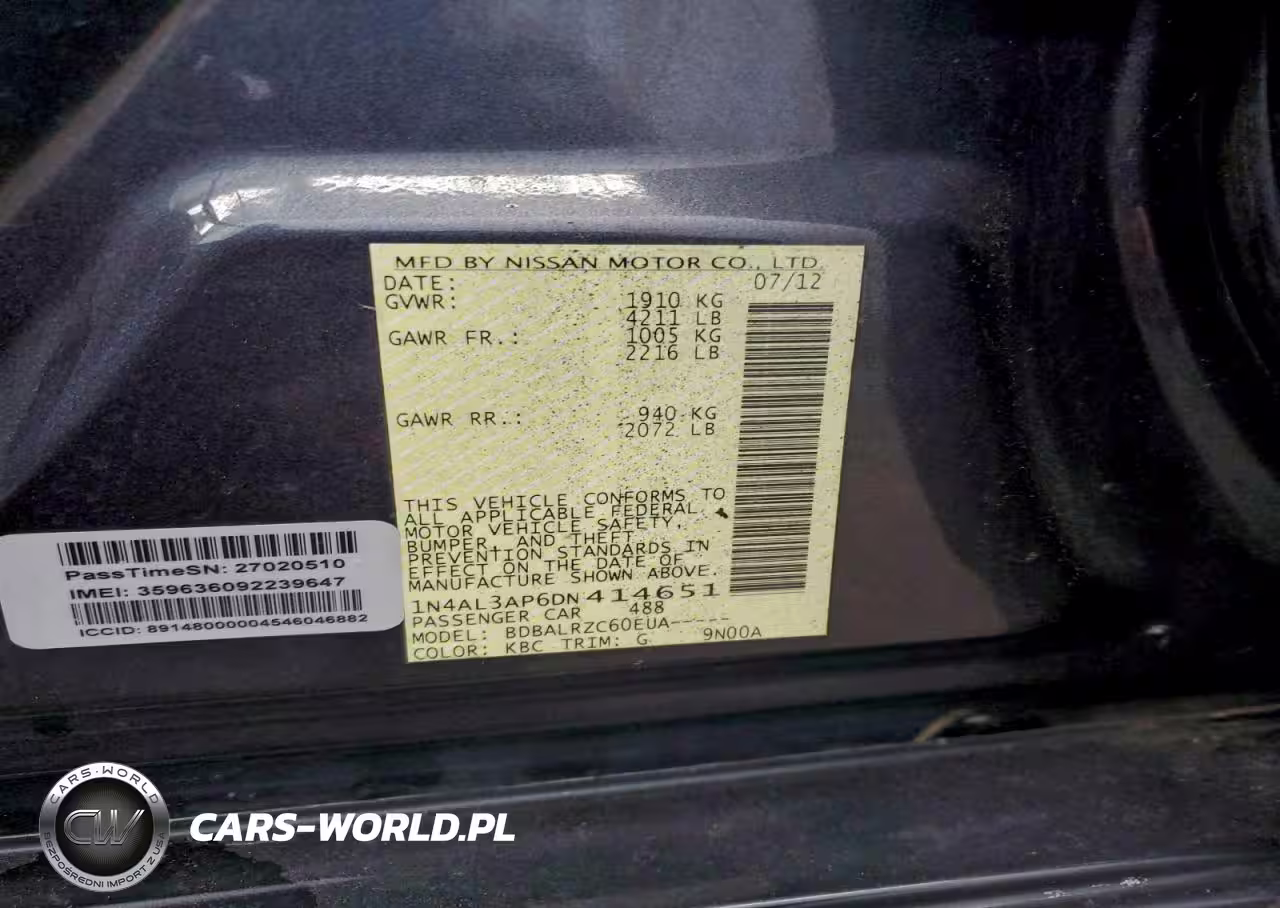 MFD BY NISSAN MOTOR CO., LTD.
DATE: 07/12
GVWR: 1910 KG
4211 LB
GAWR FR.: 1005 KG
2216 LB
GAWR RR.: 940 KG
2072 LB
THIS VEHICLE CONFORMS TO
ALL APPLICABLE FEDERAL
MOTOR VEHICLE SAFETY,
BUMPER, AND THEFT
PREVENTION STANDARDS IN
EFFECT ON THE DATE OF
MANUFACTURE SHOWN ABOVE.
1N4AL3AP6DN414651
PASSENGER CAR 488
MODEL: BDBALRZC60EUA-----
COLOR: KBC TRIM: G 9N00A
PassTimeSN: 27020510
IMEI: 359636092239647
ICCID: 89148000004546046882
CARS-WORLD
CW
BEZPOŚREDNI IMPORT Z USA
CARS-WORLD.PL